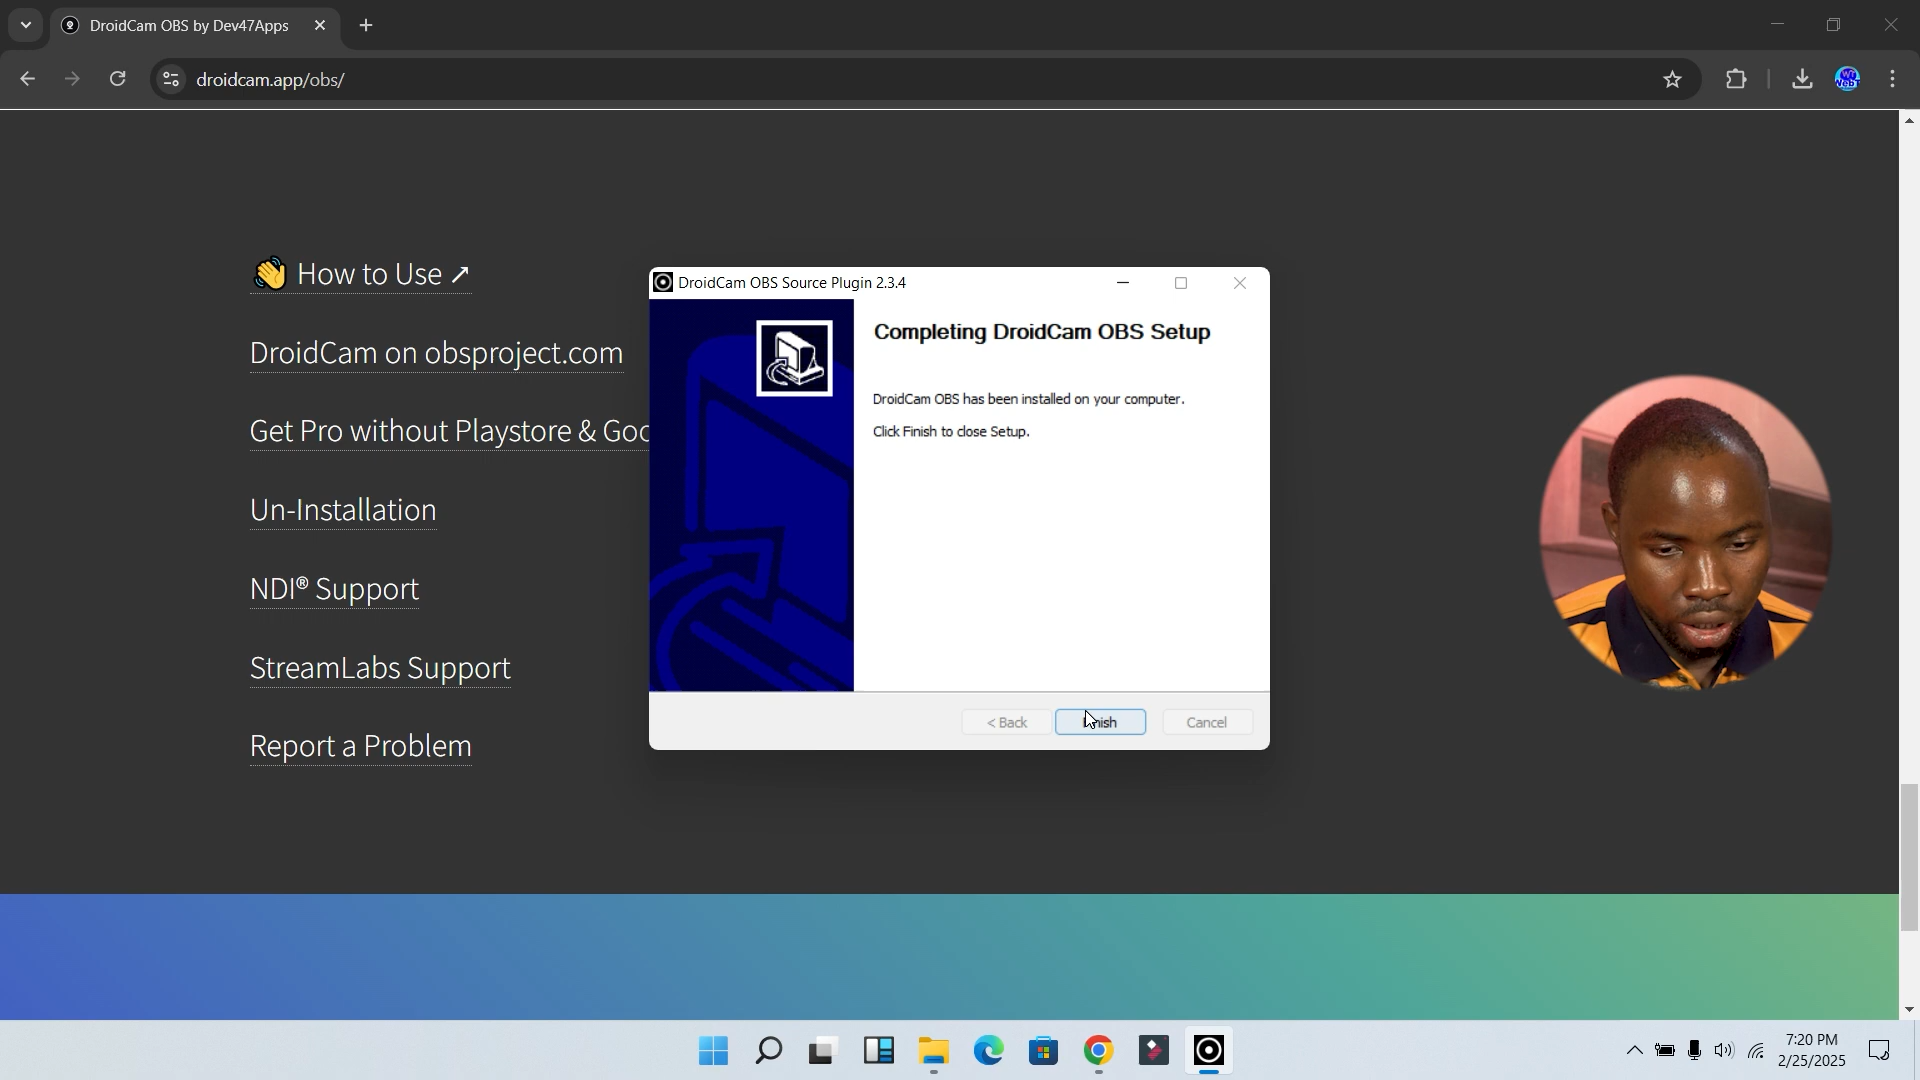 DroidCam OBS by Dev47Apps
droidcam.app/obs/
👋 How to Use ↗
DroidCam on obsproject.com
Get Pro without Playstore & Goo
Un-Installation
NDI® Support
StreamLabs Support
Report a Problem
DroidCam OBS Source Plugin 2.3.4
Completing DroidCam OBS Setup
DroidCam OBS has been installed on your computer.
Click Finish to close Setup.
< Back
Finish
Cancel
7:20 PM
2/25/2025